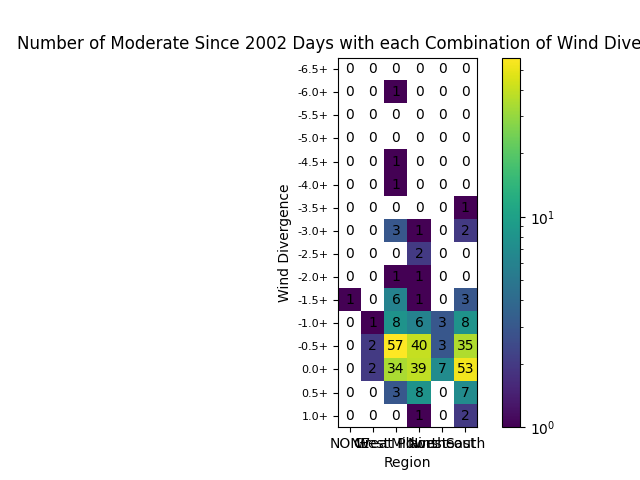 Number of Moderate Since 2002 Days with each Combination of Wind Dive
-6.5+ 0 0 0 0 0 0
-6.0+ 0 0 1 0 0 0
-5.5+ 0 0 0 0 0 0
-5.0+ 0 0 0 0 0 0
-4.5+ 0 0 1 0 0 0
-4.0+ 0 0 1 0 0 0
-3.5+ 0 0 0 0 0 1
-3.0+ 0 0 3 1 0 2
-2.5+ 0 0 0 2 0 0
-2.0+ 0 0 1 1 0 0
-1.5+ 1 0 6 1 0 3
-1.0+ 0 1 8 6 3 8
-0.5+ 0 2 57 40 3 35
0.0+ 0 2 34 39 7 53
0.5+ 0 0 3 8 0 7
1.0+ 0 0 0 1 0 2
Wind Divergence
South
Region
10¹
10⁰